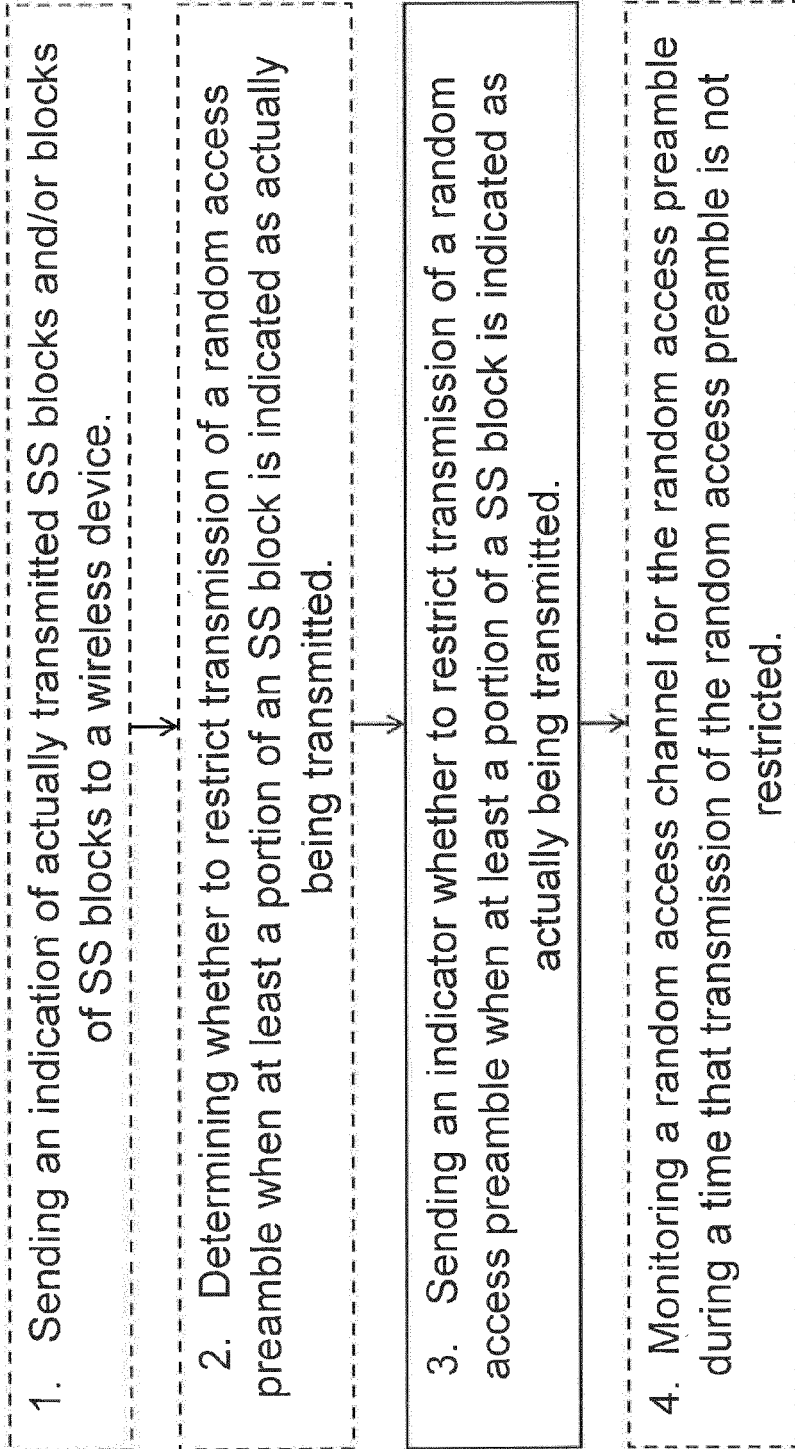 1. Sending an indication of actually transmitted SS blocks and/or blocks
of SS blocks to a wireless device.
2. Determining whether to restrict transmission of a random access
preamble when at least a portion of an SS block is indicated as actually
being transmitted.
3. Sending an indicator whether to restrict transmission of a random
access preamble when at least a portion of a SS block is indicated as
actually being transmitted.
4. Monitoring a random access channel for the random access preamble
during a time that transmission of the random access preamble is not
restricted.